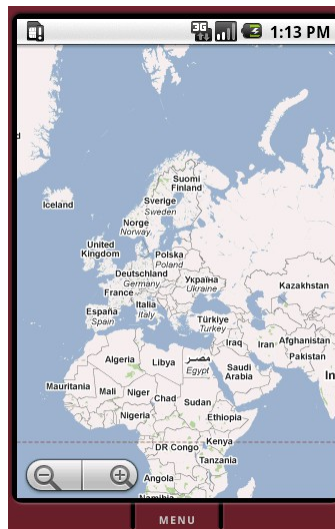 3G
1:13 PM
d
Iceland
Suomi
Finland
Sverige
Sweden
Norge
Norway
United
Kingdom
Polska
Poland
Deutschland
Germany
Україна
Ukraine
France
Kazakhstan
Italia
Italy
España
Spain
Türkiye
Turkey
Iraq
Iran
Afghanistan
Pakistan
Algeria
Libya
مصر
Egypt
Saudi
Arabia
In
Mauritania
Mali
Niger
Chad
Sudan
Nigeria
Ethiopia
DR Congo
Kenya
Tanzania
Angola
Namibia
MENU